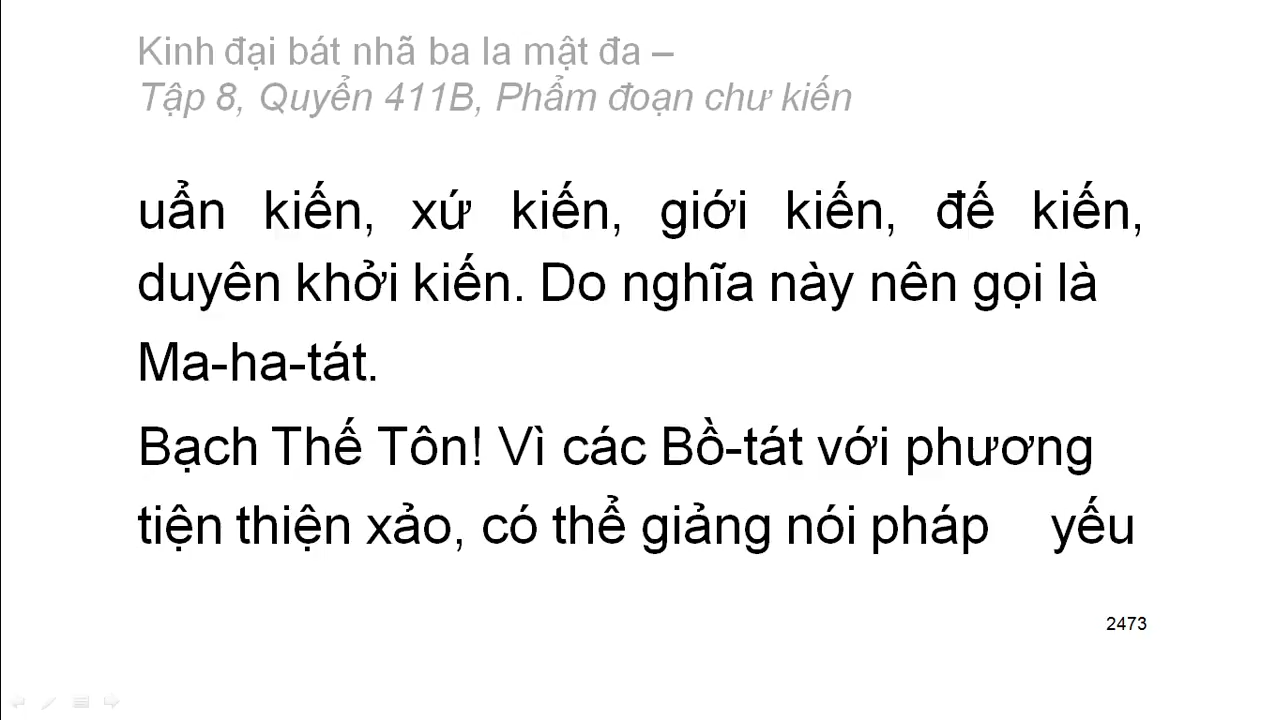 Kinh đại bát nhã ba la mật đa –
Tập 8, Quyển 411B, Phẩm đoạn chư kiến
uẩn kiến, xứ kiến, giới kiến, đế kiến,
duyên khởi kiến. Do nghĩa này nên gọi là
Ma-ha-tát.
Bạch Thế Tôn! Vì các Bồ-tát với phương
tiện thiện xảo, có thể giảng nói pháp yếu
2473